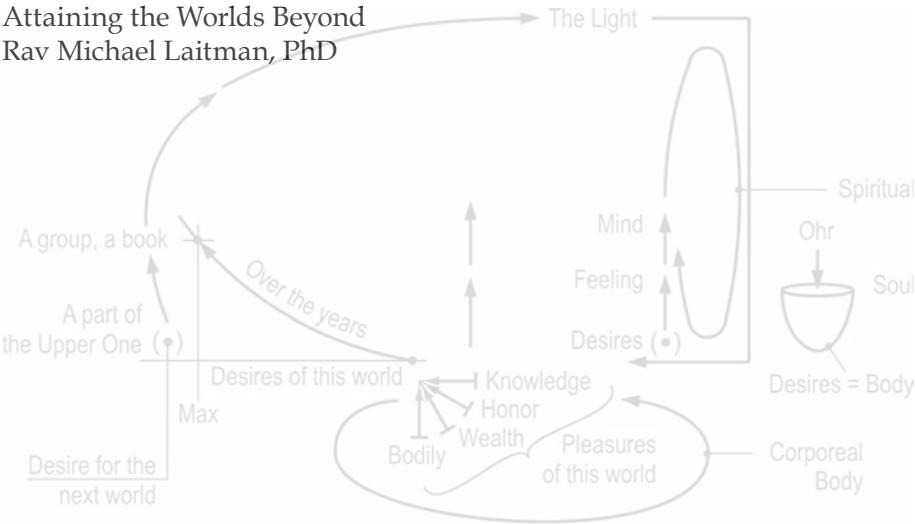 Attaining the Worlds Beyond
Rav Michael Laitman, PhD
The Light
Spiritual
A group, a book
Mind
Ohr
Over the years
Feeling
Soul
A part of
the Upper One (•)
Desires (•)
Desires of this world
Knowledge
Desires = Body
Max
Honor
Wealth
Bodily
Pleasures
of this world
Corporeal
Body
Desire for the
next world